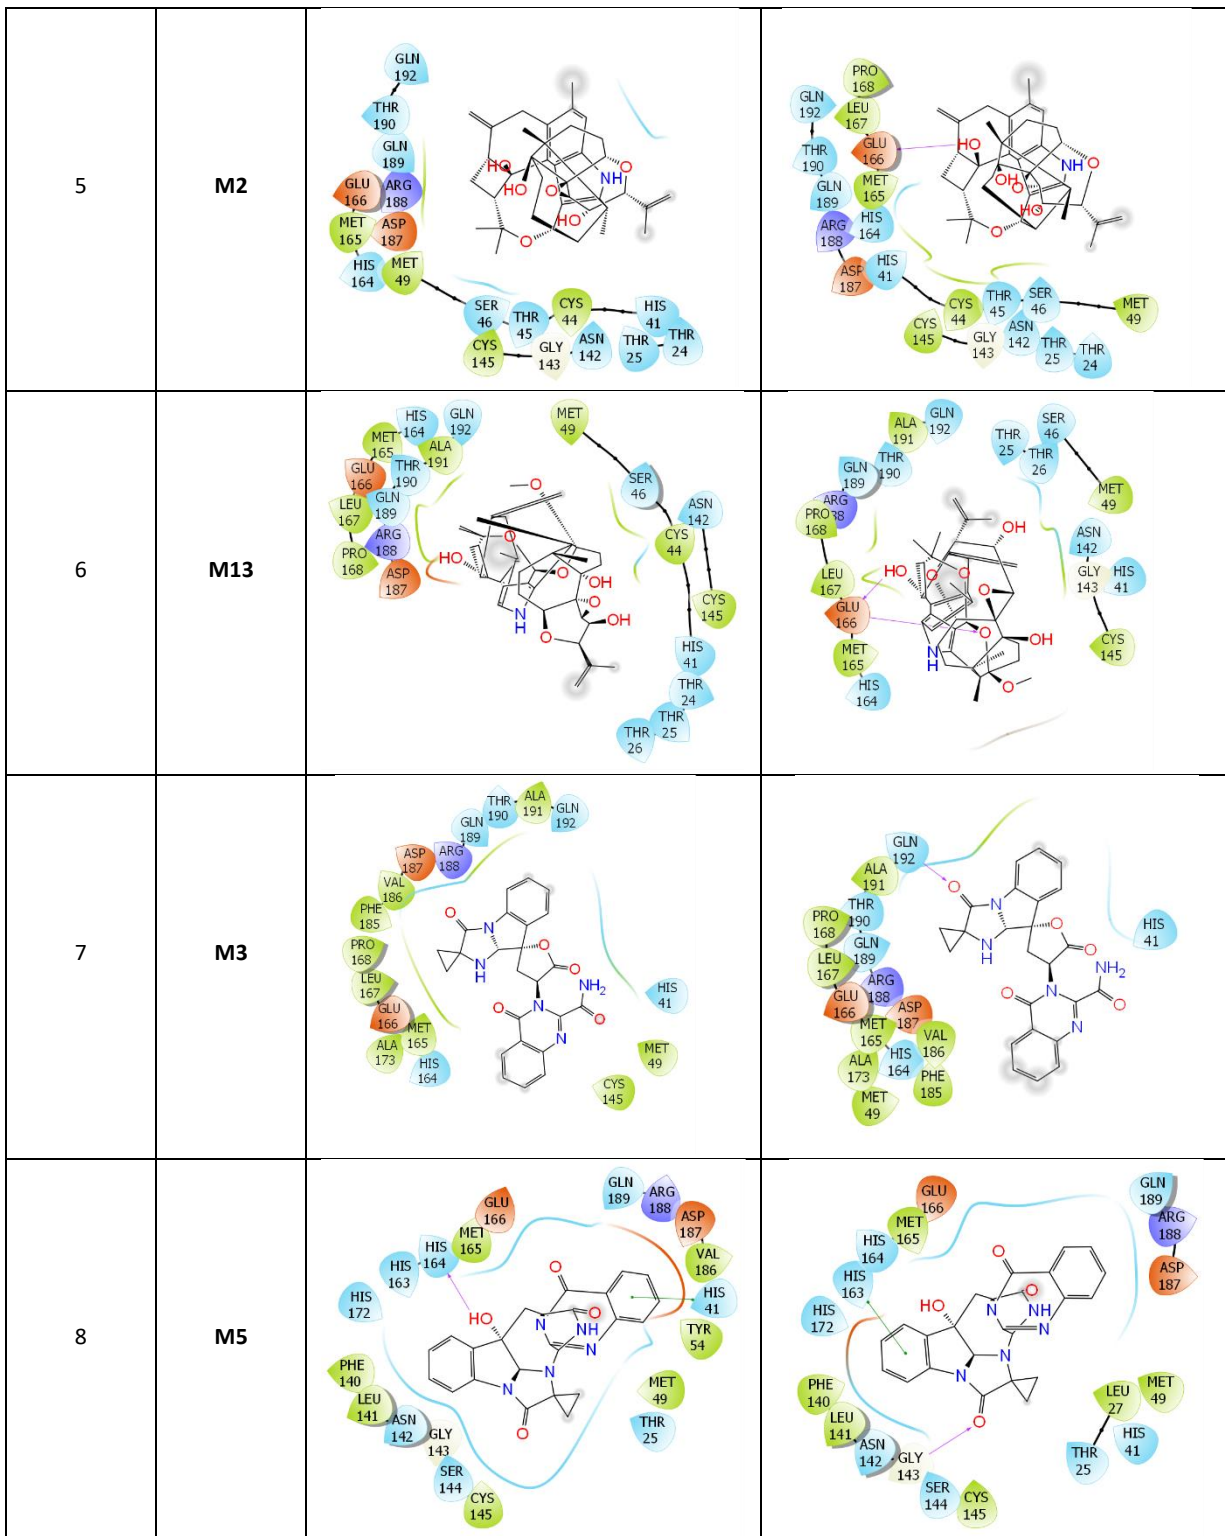 5
M2
GLN
192
THR
190
GLN
189
GLU
166
ARG
188
MET
165
ASP
187
HIS
164
MET
49
SER
46
THR
45
CYS
44
HIS
41
CYS
145
GLY
143
ASN
142
THR
25
THR
24
HO
HO
O
NH
O
HO
O
PRO
168
GLN
192
LEU
167
GLU
166
THR
190
MET
165
GLN
189
ARG
188
HIS
164
ASP
187
HIS
41
CYS
44
THR
45
SER
46
MET
49
CYS
145
GLY
143
ASN
142
THR
25
THR
24
HO
NH
O
OH
O
HO
O
6
M13
HIS
164
GLN
192
MET
165
ALA
191
GLU
166
THR
190
LEU
167
GLN
189
PRO
168
ARG
188
ASP
187
MET
49
SER
46
ASN
142
CYS
44
CYS
145
HIS
41
THR
24
THR
25
THR
26
O
HO
O
O
OH
O
OH
O
N
H
ALA
191
GLN
192
THR
190
GLN
189
ARG
188
PRO
168
LEU
167
GLU
166
MET
165
HIS
164
SER
46
THR
25
THR
26
MET
49
ASN
142
GLY
143
HIS
41
CYS
145
OH
HO
O
O
O
O
OH
N
H
O
7
M3
ALA
191
THR
190
GLN
192
GLN
189
ARG
188
ASP
187
VAL
186
PHE
185
PRO
168
LEU
167
GLU
166
MET
165
ALA
173
HIS
164
HIS
41
MET
49
CYS
145
O
N
O
O
N
H
NH2
N
O
O
N
GLN
192
ALA
191
THR
190
PRO
168
GLN
189
LEU
167
ARG
188
GLU
166
ASP
187
MET
165
VAL
186
ALA
173
HIS
164
PHE
185
MET
49
HIS
41
O
N
O
O
N
H
NH2
N
O
O
N
8
M5
GLN
189
ARG
188
ASP
187
GLU
166
MET
165
VAL
186
HIS
164
HIS
163
HIS
41
HIS
172
TYR
54
PHE
140
MET
49
LEU
141
ASN
142
THR
25
GLY
143
SER
144
CYS
145
O
HO
O
N
NH
N
N
N
O
GLU
166
GLN
189
MET
165
ARG
188
HIS
164
ASP
187
HIS
163
HIS
172
PHE
140
LEU
141
ASN
142
GLY
143
SER
144
CYS
145
LEU
27
MET
49
HIS
41
THR
25
O
HO
O
N
NH
N
N
N
O